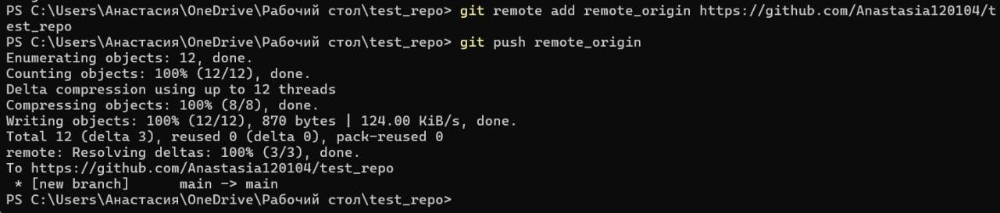 PS C:\Users\Анастасия\OneDrive\Рабочий стол\test_repo> git remote add remote_origin https://github.com/Anastasia120104/t
est_repo
PS C:\Users\Анастасия\OneDrive\Рабочий стол\test_repo> git push remote_origin
Enumerating objects: 12, done.
Counting objects: 100% (12/12), done.
Delta compression using up to 12 threads
Compressing objects: 100% (8/8), done.
Writing objects: 100% (12/12), 870 bytes | 124.00 KiB/s, done.
Total 12 (delta 3), reused 0 (delta 0), pack-reused 0
remote: Resolving deltas: 100% (3/3), done.
To https://github.com/Anastasia120104/test_repo
 * [new branch]      main -> main
PS C:\Users\Анастасия\OneDrive\Рабочий стол\test_repo>